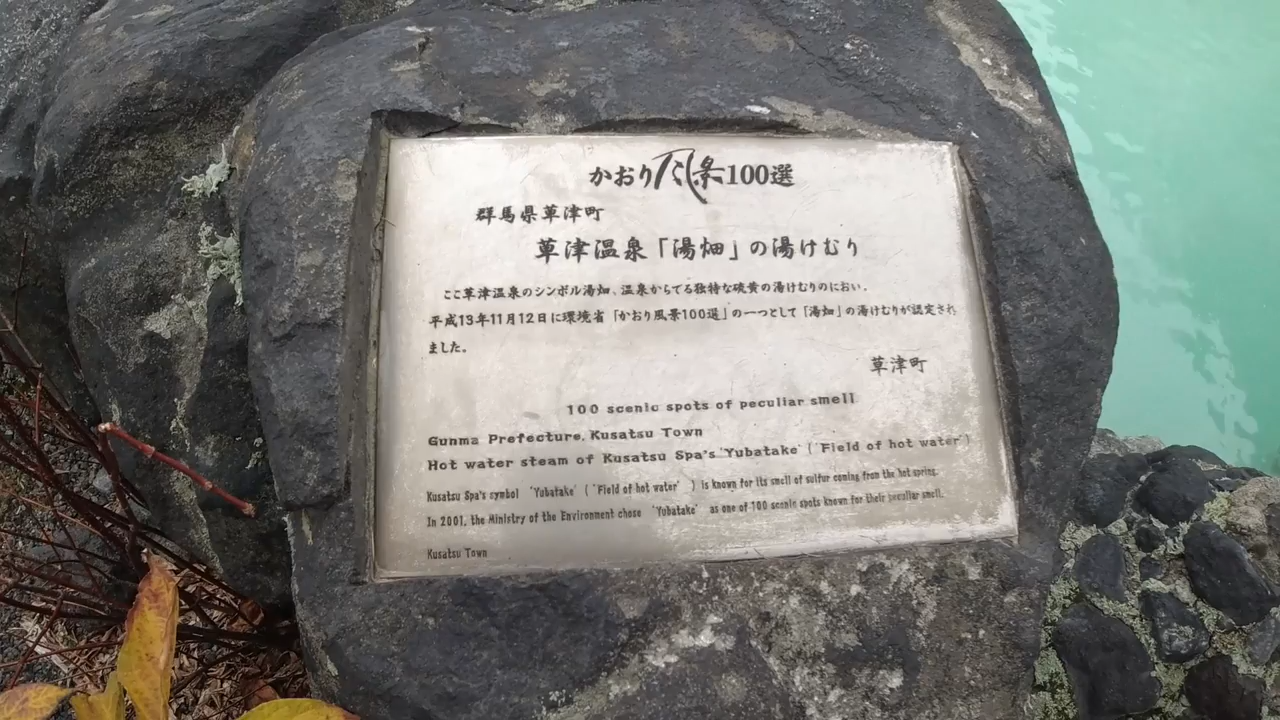 かおり風景100選
群馬県草津町
草津温泉「湯畑」の湯けむり
ここ草津温泉のシンボル湯畑、温泉からでる独特な硫黄の湯けむりのにおい。
平成13年11月12日に環境省「かおり風景100選」の一つとして「湯畑」の湯けむりが認定され
ました。
草津町
100 scenic spots of peculiar smell
Gunma Prefecture, Kusatsu Town
Hot water steam of Kusatsu Spa's 'Yubatake' ( 'Field of hot water' )
Kusatsu Spa's symbol 'Yubatake' ( 'Field of hot water' ) is known for its smell of sulfur coming from the hot spring.
In 2001, the Ministry of the Environment chose 'Yubatake' as one of 100 scenic spots known for their peculiar smell.
Kusatsu Town